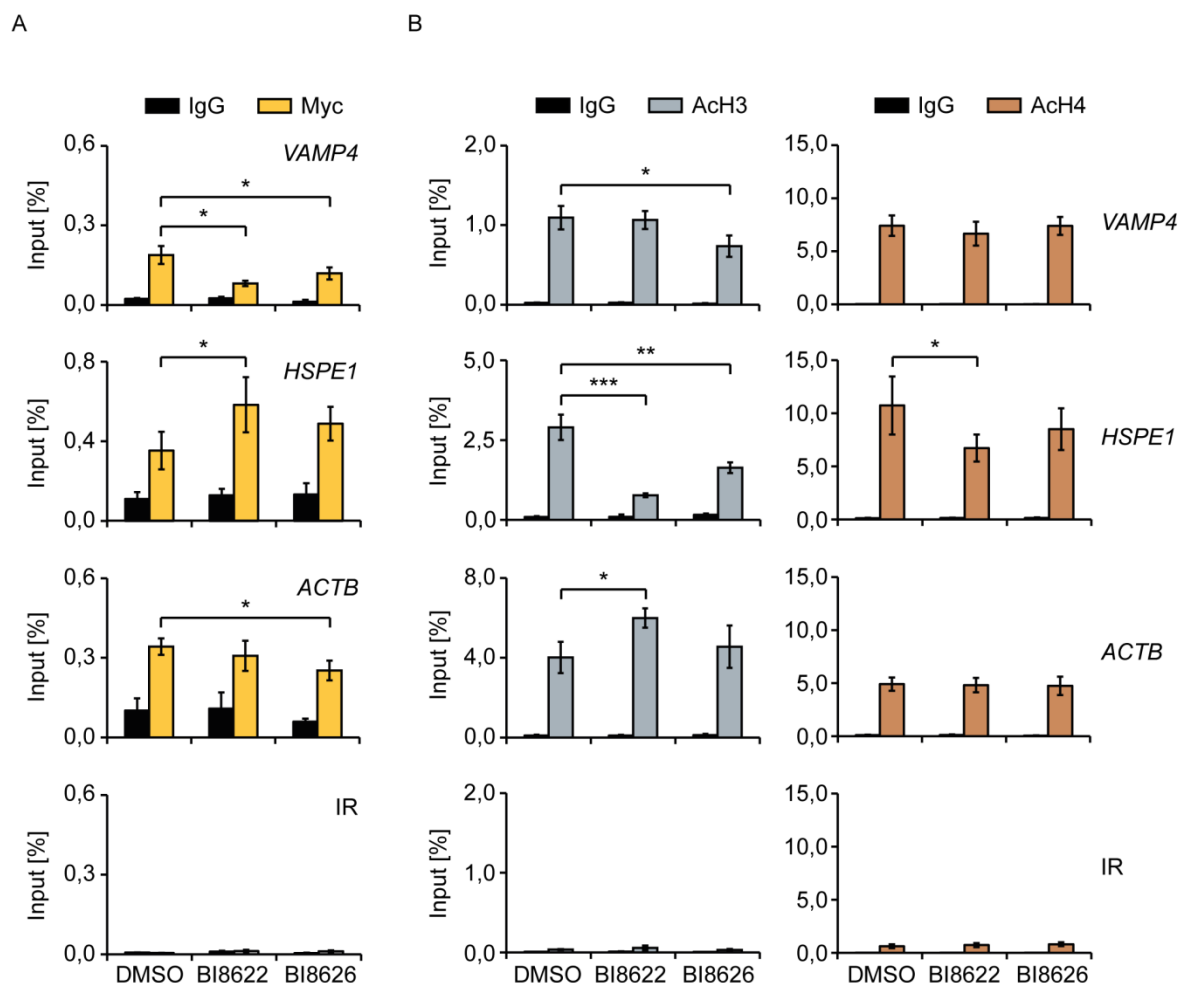 A
B
IgG Myc
IgG AcH3
IgG AcH4
0,6
0,3
0,0
Input [%]
VAMP4
*
*
2,0
1,0
0,0
Input [%]
*
15,0
10,0
5,0
0,0
VAMP4
0,8
0,4
0,0
Input [%]
HSPE1
*
5,0
2,5
0,0
Input [%]
**
***
15,0
10,0
5,0
0,0
*
HSPE1
0,6
0,3
0,0
Input [%]
ACTB
*
8,0
4,0
0,0
Input [%]
*
15,0
10,0
5,0
0,0
ACTB
0,6
0,3
0,0
Input [%]
IR
2,0
1,0
0,0
Input [%]
15,0
10,0
5,0
0,0
IR
DMSO BI8622 BI8626
DMSO BI8622 BI8626
DMSO BI8622 BI8626